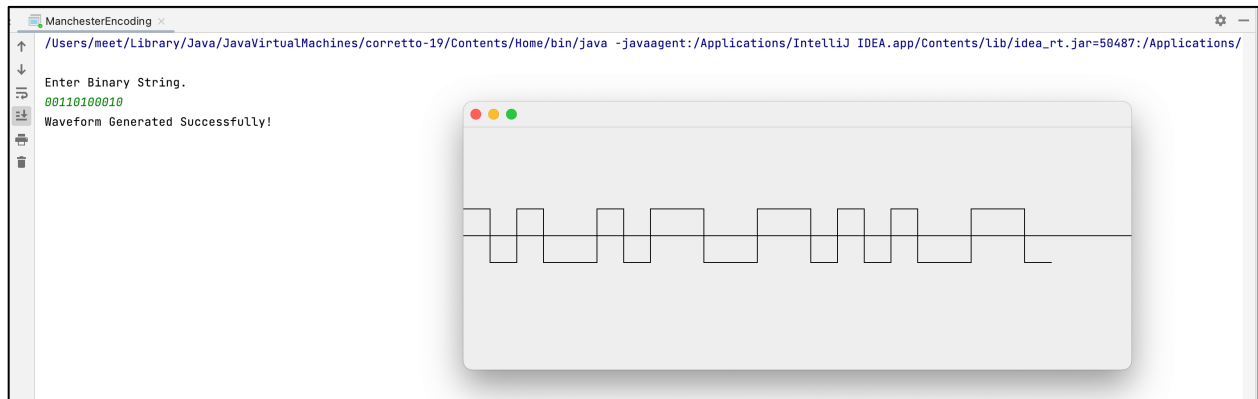 ManchesterEncoding
/Users/meet/Library/Java/JavaVirtualMachines/corretto-19/Contents/Home/bin/java -javaagent:/Applications/IntelliJ IDEA.app/Contents/lib/idea_rt.jar=50487:/Applications/
Enter Binary String.
00110100010
Waveform Generated Successfully!